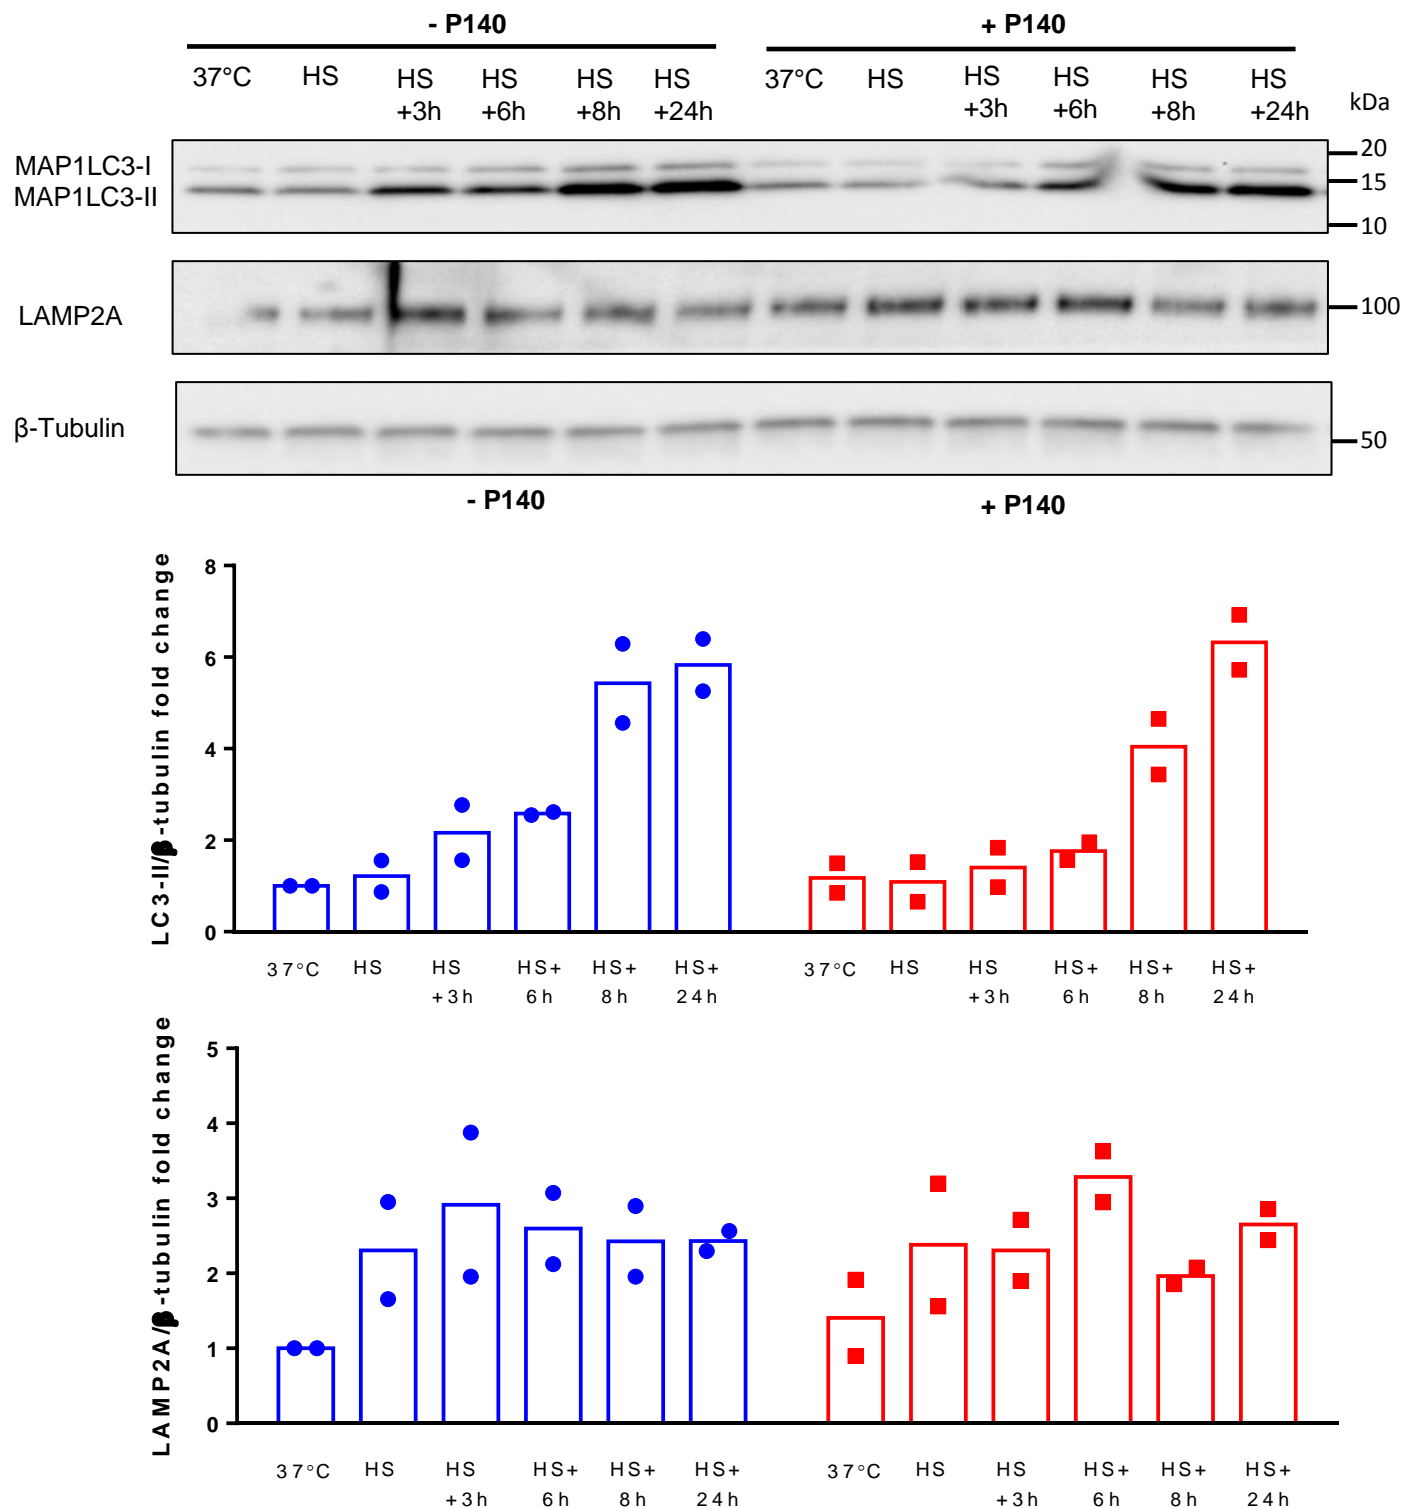 - P140 + P140
37°C HS HS HS HS HS 37°C HS HS HS HS HS
+3h +6h +8h +24h +3h +6h +8h +24h
kDa
MAP1LC3-I
MAP1LC3-II
20
15
10
LAMP2A
100
β-Tubulin
50
- P140 + P140
LC3-II/β-tubulin fold change
8
6
4
2
0
37°C HS HS HS+ HS+ HS+ 37°C HS HS HS+ HS+ HS+
+3h 6h 8h 24h +3h 6h 8h 24h
LAMP2A/β-tubulin fold change
5
4
3
2
1
0
37°C HS HS HS+ HS+ HS+ 37°C HS HS HS+ HS+ HS+
+3h 6h 8h 24h +3h 6h 8h 24h